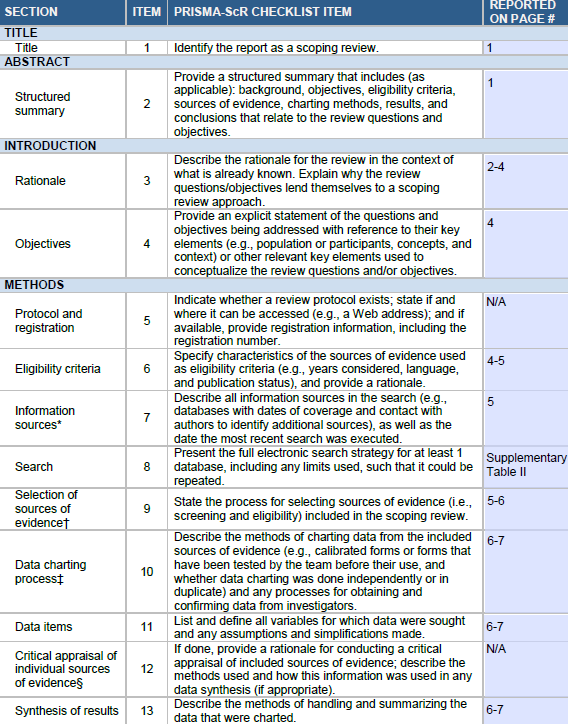 SECTION ITEM PRISMA-ScR CHECKLIST ITEM REPORTED ON PAGE #
TITLE
Title 1 Identify the report as a scoping review. 1
ABSTRACT
Structured summary 2 Provide a structured summary that includes (as
applicable): background, objectives, eligibility criteria,
sources of evidence, charting methods, results, and
conclusions that relate to the review questions and
objectives. 1
INTRODUCTION
Rationale 3 Describe the rationale for the review in the context of
what is already known. Explain why the review
questions/objectives lend themselves to a scoping
review approach. 2-4
Objectives 4 Provide an explicit statement of the questions and
objectives being addressed with reference to their key
elements (e.g., population or participants, concepts, and
context) or other relevant key elements used to
conceptualize the review questions and/or objectives. 4
METHODS
Protocol and registration 5 Indicate whether a review protocol exists; state if and
where it can be accessed (e.g., a Web address); and if
available, provide registration information, including the
registration number. N/A
Eligibility criteria 6 Specify characteristics of the sources of evidence used
as eligibility criteria (e.g., years considered, language,
and publication status), and provide a rationale. 4-5
Information sources* 7 Describe all information sources in the search (e.g.,
databases with dates of coverage and contact with
authors to identify additional sources), as well as the
date the most recent search was executed. 5
Search 8 Present the full electronic search strategy for at least 1
database, including any limits used, such that it could be
repeated. Supplementary Table II
Selection of sources of evidence† 9 State the process for selecting sources of evidence (i.e.,
screening and eligibility) included in the scoping review. 5-6
Data charting process‡ 10 Describe the methods of charting data from the included
sources of evidence (e.g., calibrated forms or forms that
have been tested by the team before their use, and
whether data charting was done independently or in
duplicate) and any processes for obtaining and
confirming data from investigators. 6-7
Data items 11 List and define all variables for which data were sought
and any assumptions and simplifications made. 6-7
Critical appraisal of individual sources of evidence§ 12 If done, provide a rationale for conducting a critical
appraisal of included sources of evidence; describe the
methods used and how this information was used in any
data synthesis (if appropriate). N/A
Synthesis of results 13 Describe the methods of handling and summarizing the
data that were charted. 6-7